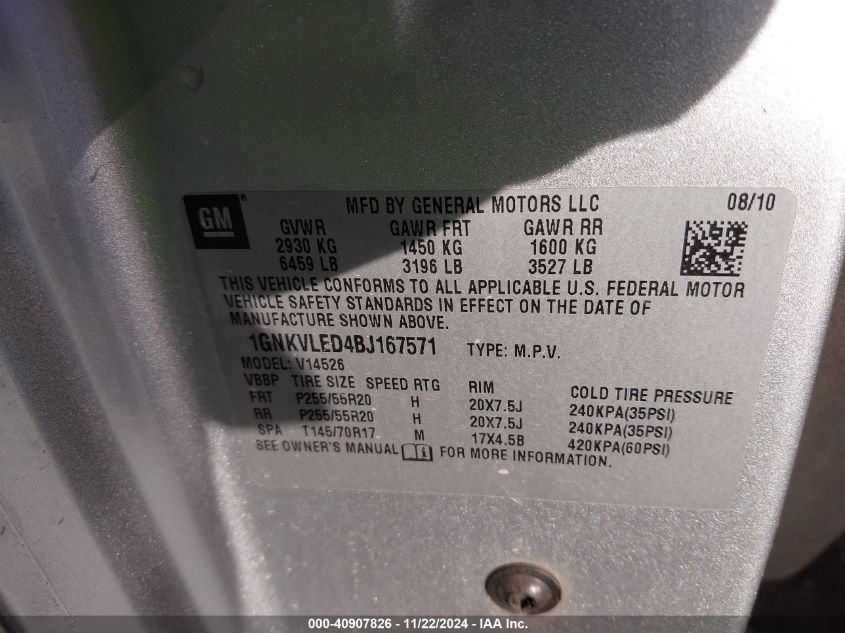 GM ®
MFD BY GENERAL MOTORS LLC 08/10
GVWR GAWR FRT GAWR RR
2930 KG 1450 KG 1600 KG
6459 LB 3196 LB 3527 LB
THIS VEHICLE CONFORMS TO ALL APPLICABLE U.S. FEDERAL MOTOR
VEHICLE SAFETY STANDARDS IN EFFECT ON THE DATE OF
MANUFACTURE SHOWN ABOVE.
1GNKVLED4BJ167571 TYPE: M.P.V.
MODEL: V14526
VBBP TIRE SIZE SPEED RTG RIM COLD TIRE PRESSURE
FRT P255/55R20 H 20X7.5J 240KPA(35PSI)
RR P255/55R20 H 20X7.5J 240KPA(35PSI)
SPA T145/70R17 M 17X4.5B 420KPA(60PSI)
SEE OWNER'S MANUAL i FOR MORE INFORMATION.
000-40907826 - 11/22/2024 - IAA Inc.